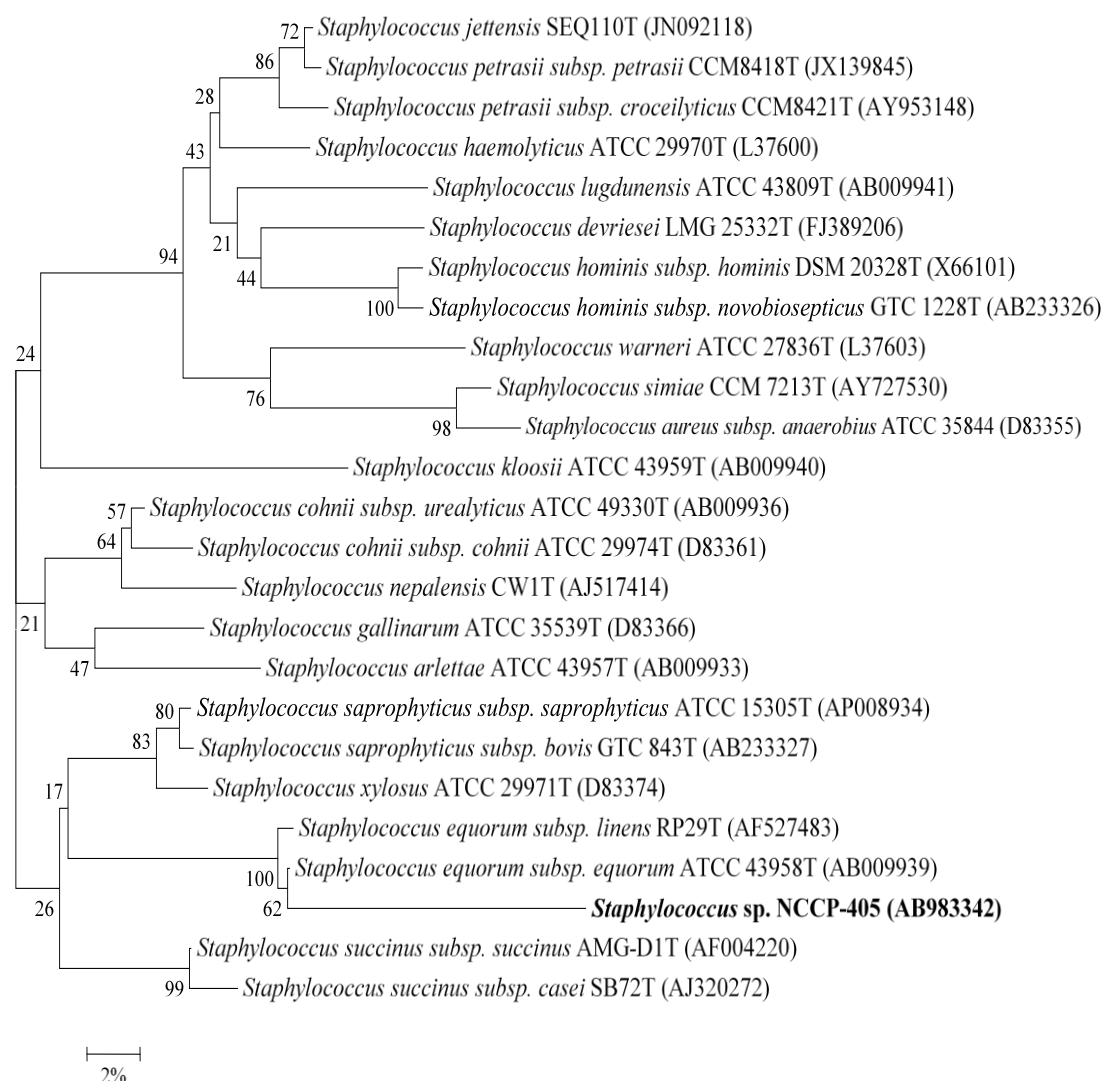 72
Staphylococcus jettensis SEQ110T (JN092118)
Staphylococcus petrasii subsp. petrasii CCM8418T (JX139845)
86
Staphylococcus petrasii subsp. croceilyticus CCM8421T (AY953148)
28
Staphylococcus haemolyticus ATCC 29970T (L37600)
43
Staphylococcus lugdunensis ATCC 43809T (AB009941)
Staphylococcus devriesei LMG 25332T (FJ389206)
21
94
Staphylococcus hominis subsp. hominis DSM 20328T (X66101)
44
100
Staphylococcus hominis subsp. novobiosepticus GTC 1228T (AB233326)
24
Staphylococcus warneri ATCC 27836T (L37603)
Staphylococcus simiae CCM 7213T (AY727530)
76
98
Staphylococcus aureus subsp. anaerobius ATCC 35844 (D83355)
Staphylococcus kloosii ATCC 43959T (AB009940)
57
Staphylococcus cohnii subsp. urealyticus ATCC 49330T (AB009936)
64
Staphylococcus cohnii subsp. cohnii ATCC 29974T (D83361)
Staphylococcus nepalensis CW1T (AJ517414)
21
Staphylococcus gallinarum ATCC 35539T (D83366)
47
Staphylococcus arlettae ATCC 43957T (AB009933)
80
Staphylococcus saprophyticus subsp. saprophyticus ATCC 15305T (AP008934)
83
Staphylococcus saprophyticus subsp. bovis GTC 843T (AB233327)
Staphylococcus xylosus ATCC 29971T (D83374)
17
Staphylococcus equorum subsp. linens RP29T (AF527483)
Staphylococcus equorum subsp. equorum ATCC 43958T (AB009939)
100
62
26
Staphylococcus sp. NCCP-405 (AB983342)
Staphylococcus succinus subsp. succinus AMG-D1T (AF004220)
99
Staphylococcus succinus subsp. casei SB72T (AJ320272)
2%